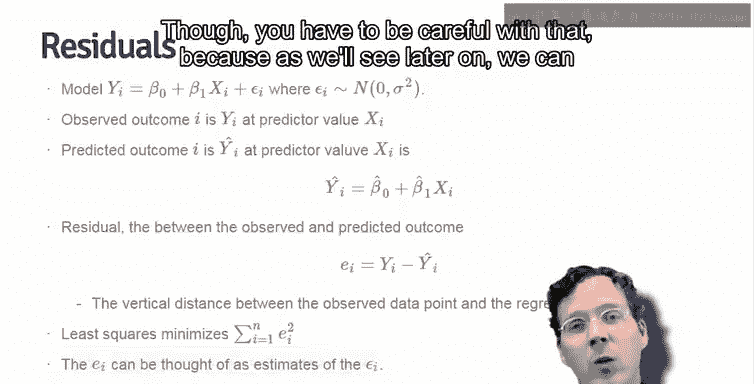 Though, you have to be careful with that,
because as we'll see later on, we can
Residuals
· Model Y_i = β_0 + β_1 X_i + ϵ_i where ϵ_i ∼ N(0, σ²).
· Observed outcome i is Y_i at predictor value X_i
· Predicted outcome i is Ŷ_i at predictor valuve X_i is
Ŷ_i = β̂_0 + β̂_1 X_i
· Residual, the between the observed and predicted outcome
e_i = Y_i − Ŷ_i
- The vertical distance between the observed data point and the regre
· Least squares minimizes ∑_{i=1}^{n} e_i²
· The e_i can be thought of as estimates of the ϵ_i.